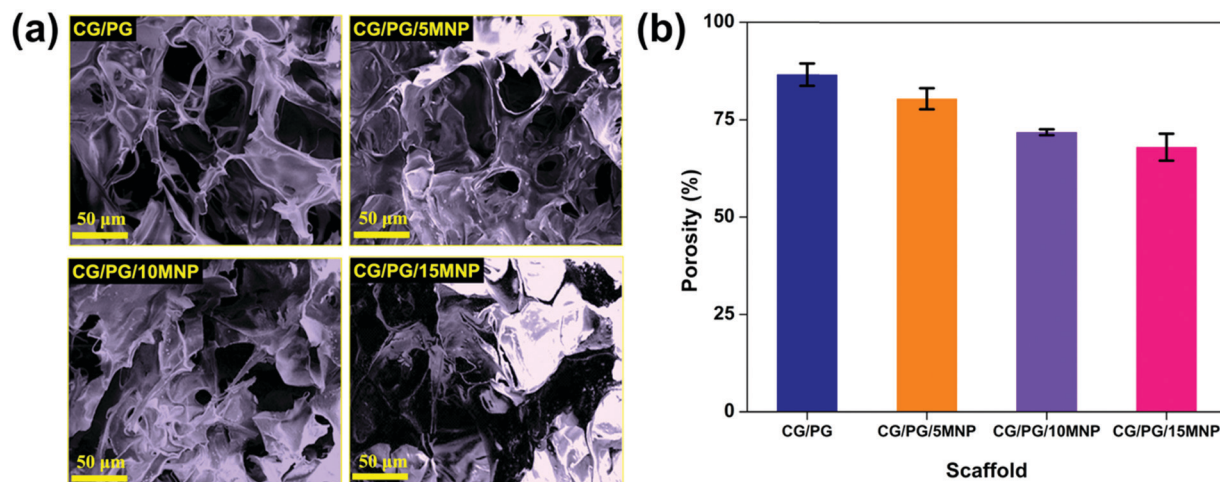 (a)
CG/PG
50 µm
CG/PG/5MNP
50 µm
CG/PG/10MNP
50 µm
CG/PG/15MNP
50 µm
(b)
Porosity (%)
100
75
50
25
0
CG/PG
CG/PG/5MNP
CG/PG/10MNP
CG/PG/15MNP
Scaffold